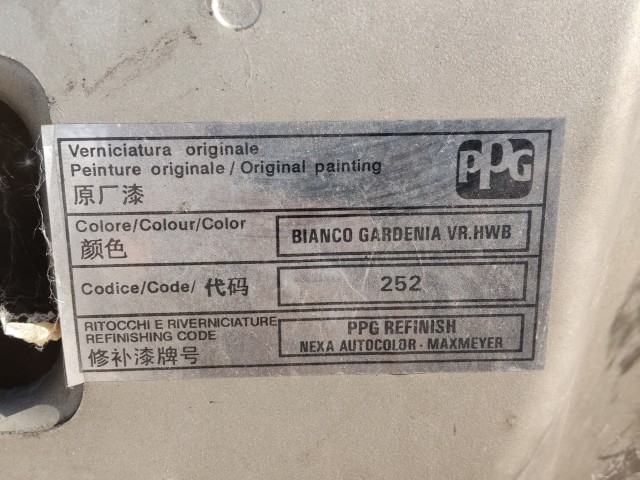 Verniciatura originale
Peinture originale / Original painting
原厂漆
PPG
Colore/Colour/Color
颜色
BIANCO GARDENIA VR.HWB
Codice/Code/ 代码
252
RITOCCHI E RIVERNICIATURE
REFINISHING CODE
修补漆牌号
PPG REFINISH
NEXA AUTOCOLOR - MAXMEYER